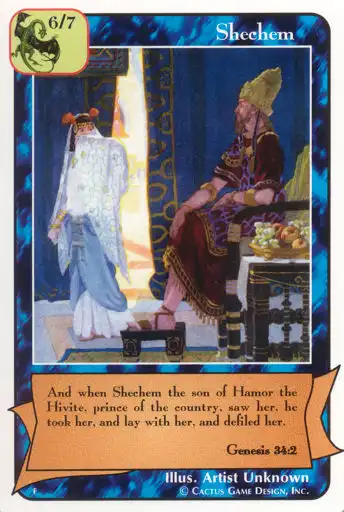 6/7
Shechem
And when Shechem the son of Hamor the
Hivite, prince of the country, saw her, he
took her, and lay with her, and defiled her.
Genesis 34:2
Illus. Artist Unknown
F
© Cactus Game Design, Inc.